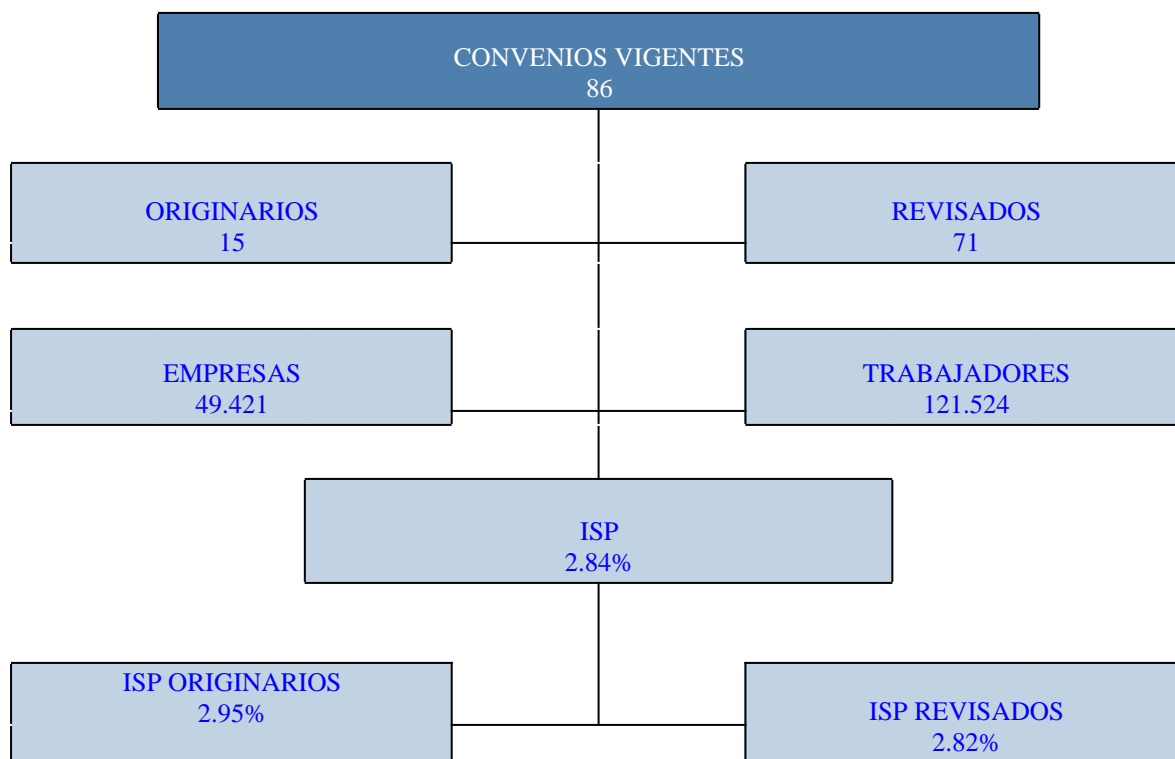 CONVENIOS VIGENTES
86
ORIGINARIOS
15
REVISADOS
71
EMPRESAS
49.421
TRABAJADORES
121.524
ISP
2.84%
ISP ORIGINARIOS
2.95%
ISP REVISADOS
2.82%